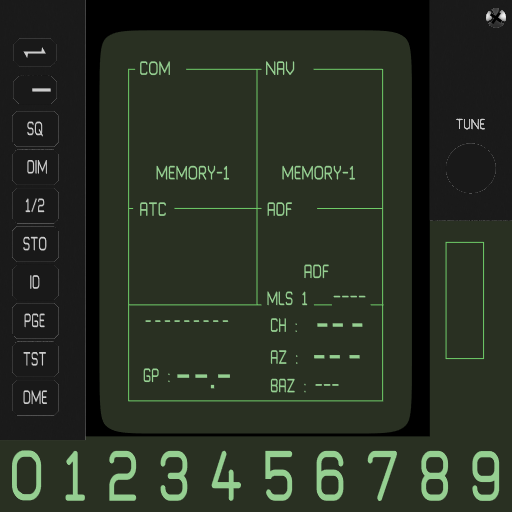 SQ
DIM
1/2
STO
ID
PGE
TST
DME
COM
NAV
MEMORY-1
MEMORY-1
ATC
ADF
ADF
MLS 1 ----
---------
CH : ---
AZ : ---
GP : --.-
BAZ : ---
TUNE
0 1 2 3 4 5 6 7 8 9